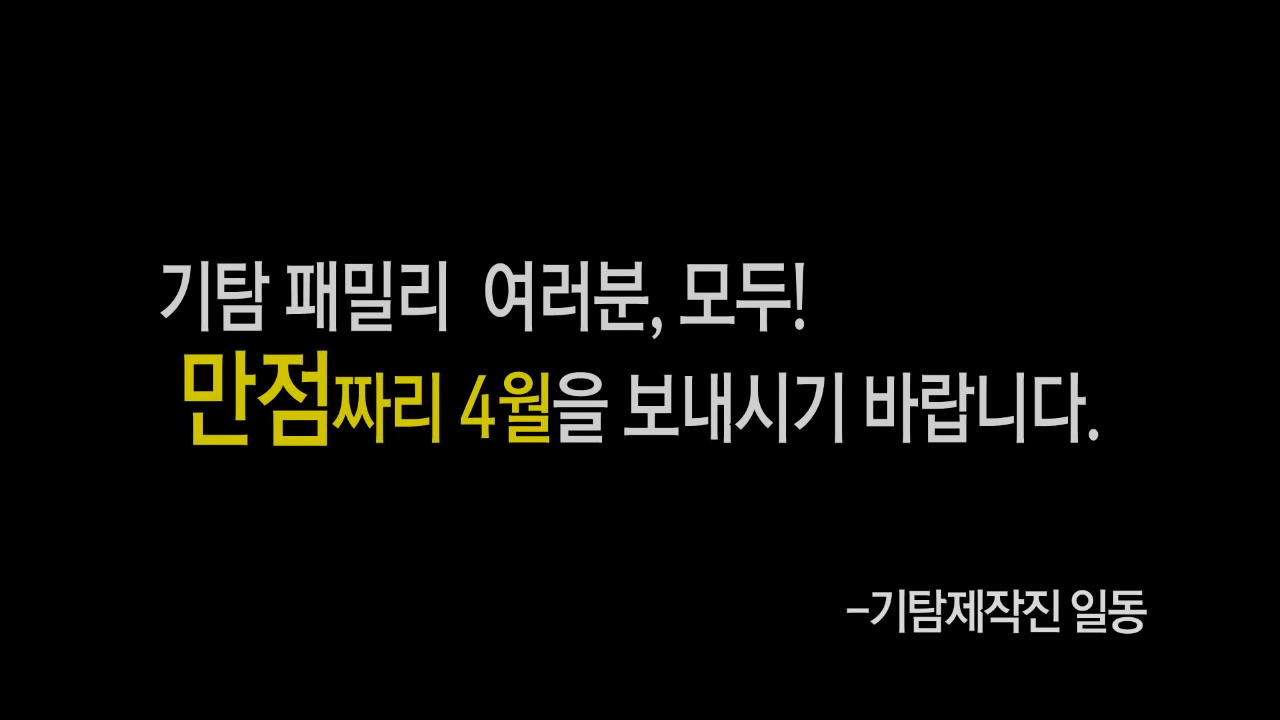 기탐 패밀리 여러분, 모두!
만점짜리 4월을 보내시기 바랍니다.
-기탐제작진 일동